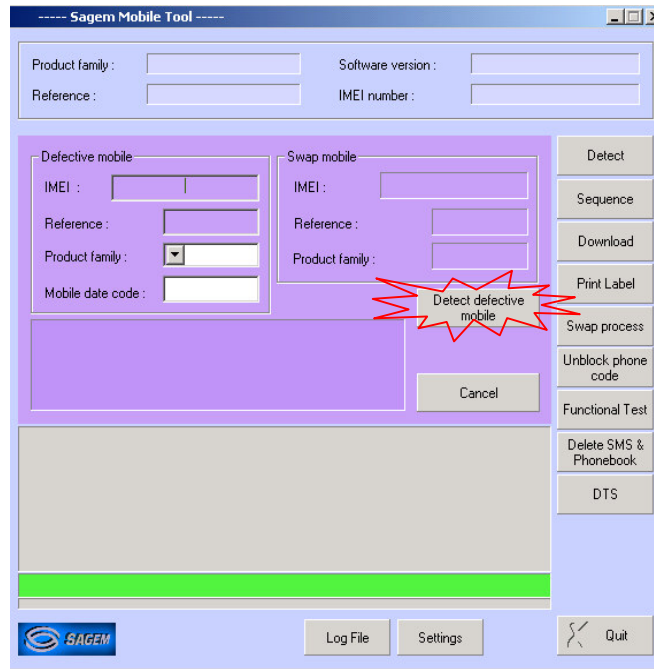 ----- Sagem Mobile Tool -----
Product family :
Software version :
Reference :
IMEI number :
Defective mobile
IMEI :
Reference :
Product family :
Mobile date code :
Swap mobile
IMEI :
Reference :
Product family :
Detect defective
mobile
Cancel
Detect
Sequence
Download
Print Label
Swap process
Unblock phone
code
Functional Test
Delete SMS &
Phonebook
DTS
SAGEM
Log File
Settings
Quit